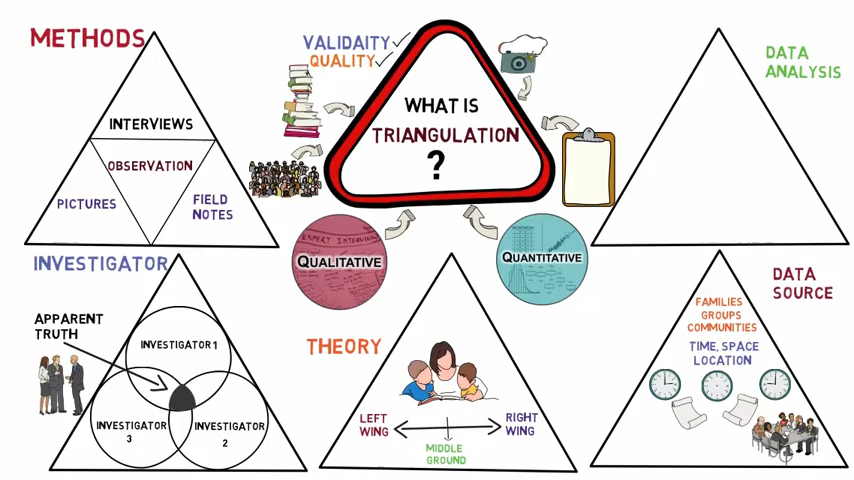 METHODS
INTERVIEWS
OBSERVATION
PICTURES
FIELD
NOTES
VALIDAITY
QUALITY
WHAT IS
TRIANGULATION
?
DATA
ANALYSIS
EXPERT INTERVIEW
QUALITATIVE
QUANTITATIVE
INVESTIGATOR
APPARENT
TRUTH
INVESTIGATOR 1
INVESTIGATOR
3
INVESTIGATOR
2
THEORY
LEFT
WING
RIGHT
WING
MIDDLE
GROUND
DATA
SOURCE
FAMILIES
GROUPS
COMMUNITIES
TIME, SPACE
LOCATION